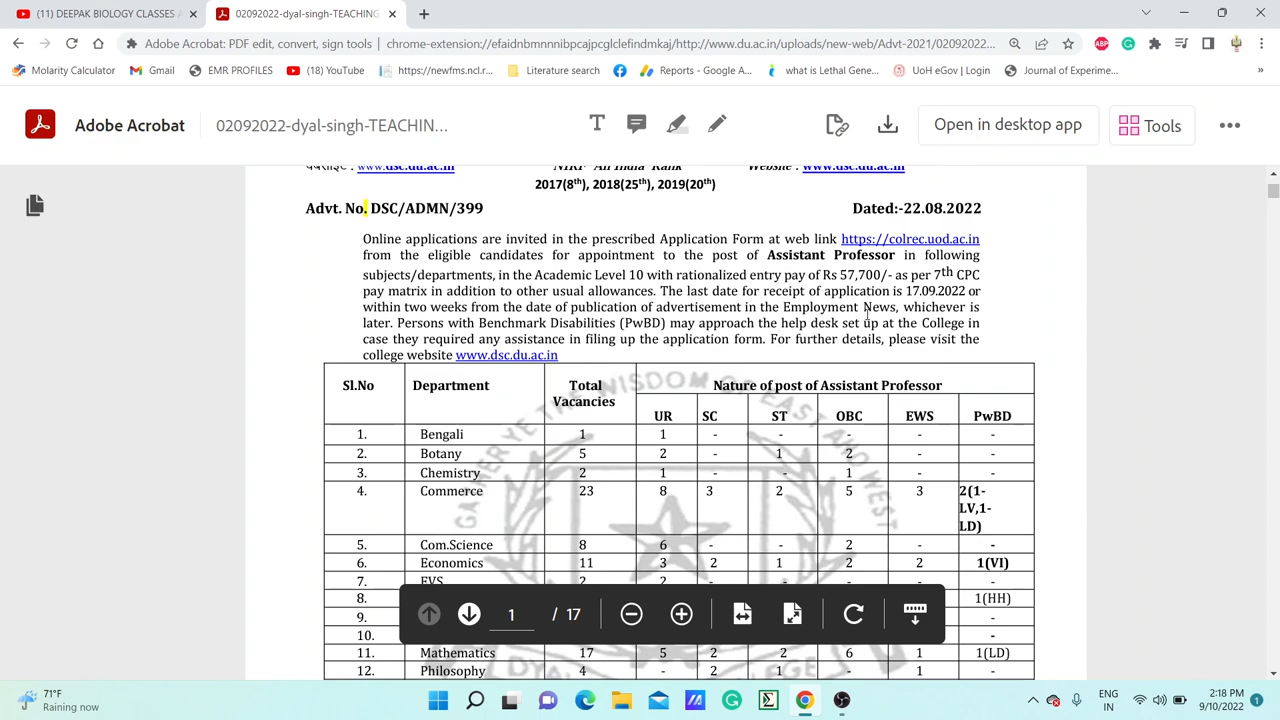 (11) DEEPAK BIOLOGY CLASSES A
02092022-dyal-singh-TEACHING
Adobe Acrobat: PDF edit, convert, sign tools | chrome-extension://efaidnbmnnnibpcajpcglclefindmkaj/http://www.du.ac.in/uploads/new-web/Advt-2021/02092022...
Molarity Calculator Gmail EMR PROFILES (18) YouTube https://newfms.ncl.r... Literature search Reports - Google A... what is Lethal Gene... UoH eGov | Login Journal of Experime... »
Adobe Acrobat 02092022-dyal-singh-TEACHIN... Open in desktop app Tools
www.dsc.du.ac.in NIRF All India Rank Website : www.dsc.du.ac.in
2017(8th), 2018(25th), 2019(20th)
Advt. No. DSC/ADMN/399 Dated:-22.08.2022
Online applications are invited in the prescribed Application Form at web link https://colrec.uod.ac.in
from the eligible candidates for appointment to the post of Assistant Professor in following
subjects/departments, in the Academic Level 10 with rationalized entry pay of Rs 57,700/- as per 7th CPC
pay matrix in addition to other usual allowances. The last date for receipt of application is 17.09.2022 or
within two weeks from the date of publication of advertisement in the Employment News, whichever is
later. Persons with Benchmark Disabilities (PwBD) may approach the help desk set up at the College in
case they required any assistance in filing up the application form. For further details, please visit the
college website www.dsc.du.ac.in
Sl.No Department Total Vacancies Nature of post of Assistant Professor
UR SC ST OBC EWS PwBD
1. Bengali 1 1 - - - - -
2. Botany 5 2 - 1 2 - -
3. Chemistry 2 1 - - 1 - -
4. Commerce 23 8 3 2 5 3 2(1-
LV,1-
LD)
5. Com.Science 8 6 - - 2 - -
6. Economics 11 3 2 1 2 2 1(VI)
7. EVS 2 2 - - - - -
8. 1(HH)
9. -
10. -
11. Mathematics 17 5 2 2 6 1 1(LD)
12. Philosophy 4 - 2 1 - 1 -
1 / 17
71°F
Raining now
ENG
IN
2:18 PM
9/10/2022
1